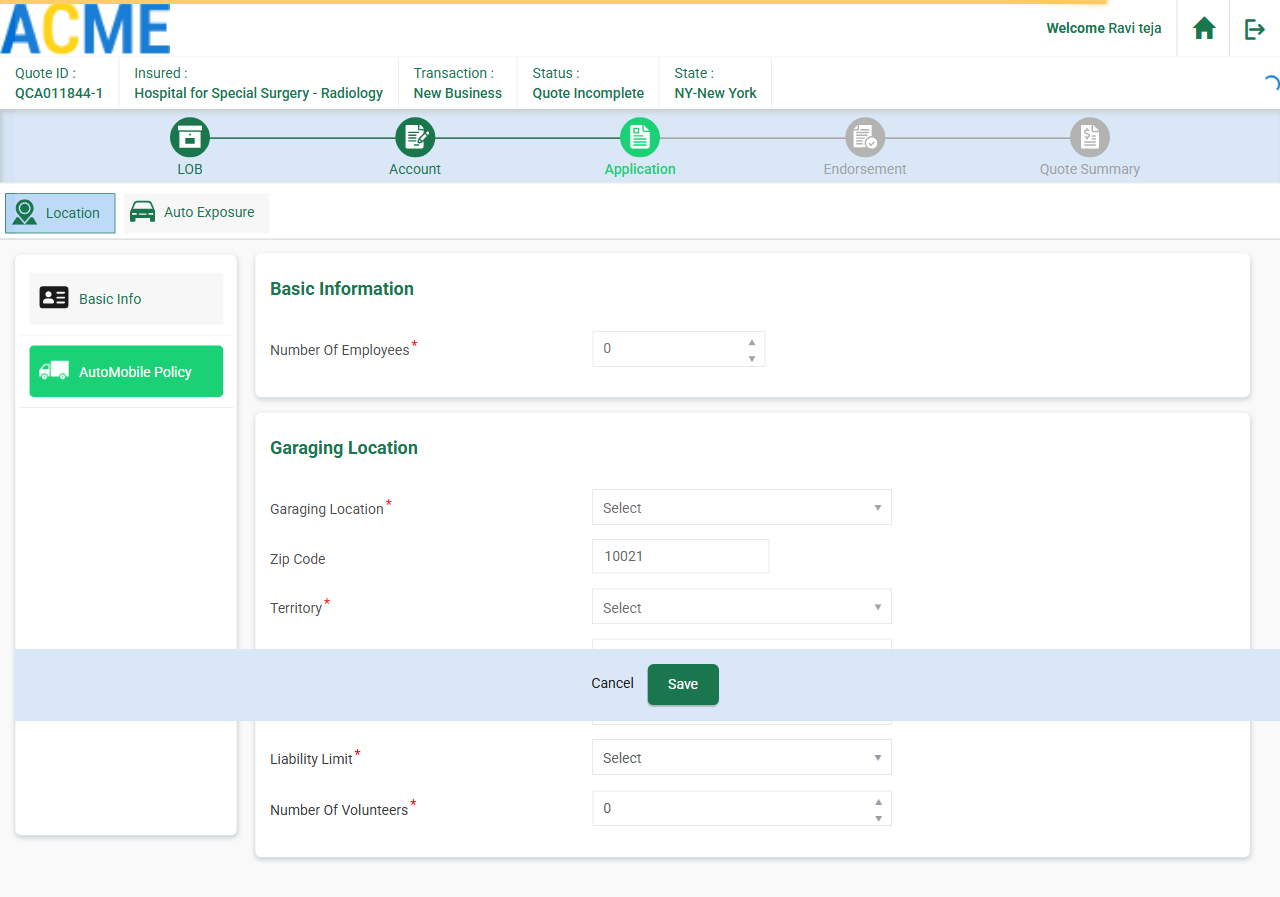 ACME
Welcome Ravi teja
Quote ID :
QCA011844-1
Insured :
Hospital for Special Surgery - Radiology
Transaction :
New Business
Status :
Quote Incomplete
State :
NY-New York
LOB
Account
Application
Endorsement
Quote Summary
Location
Auto Exposure
Basic Info
AutoMobile Policy
Basic Information
Number Of Employees*
0
Garaging Location
Garaging Location*
Select
Zip Code
10021
Territory*
Select
Cancel
Save
Liability Limit*
Select
Number Of Volunteers*
0